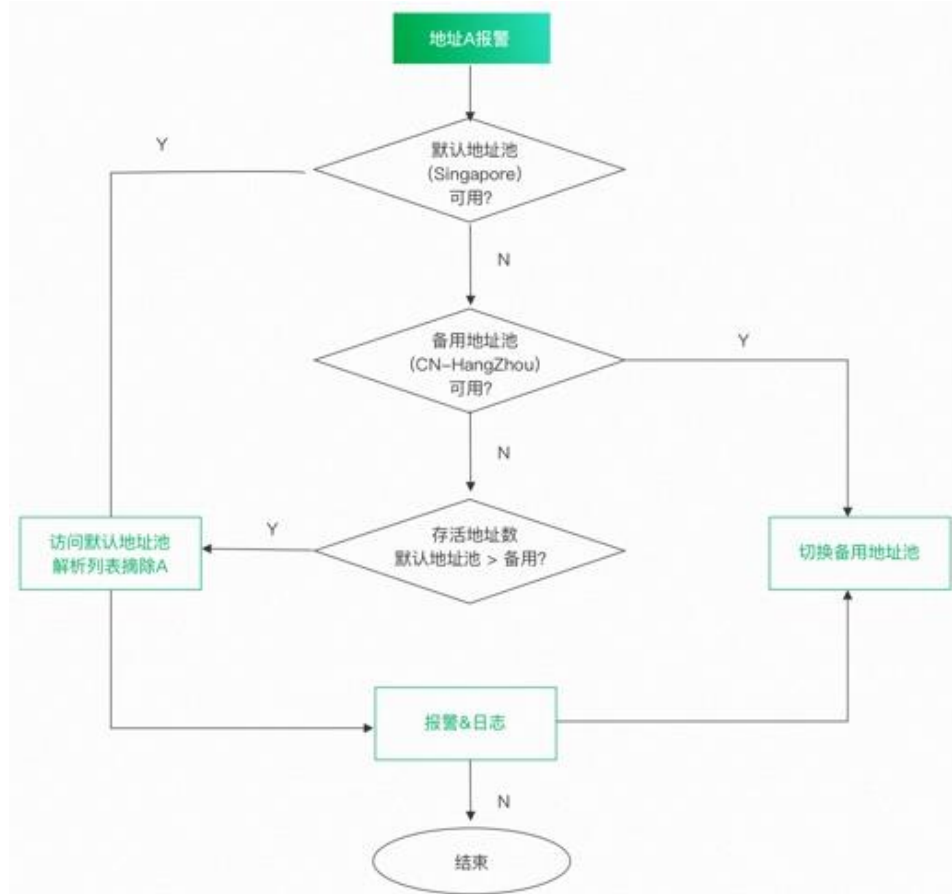 地址A报警
Y
默认地址池
（Singapore）
可用?
N
备用地址池
（CN-HangZhou）
可用?
Y
N
访问默认地址池
解析列表摘除A
Y
存活地址数
默认地址池 > 备用?
切换备用地址池
报警&日志
N
结束